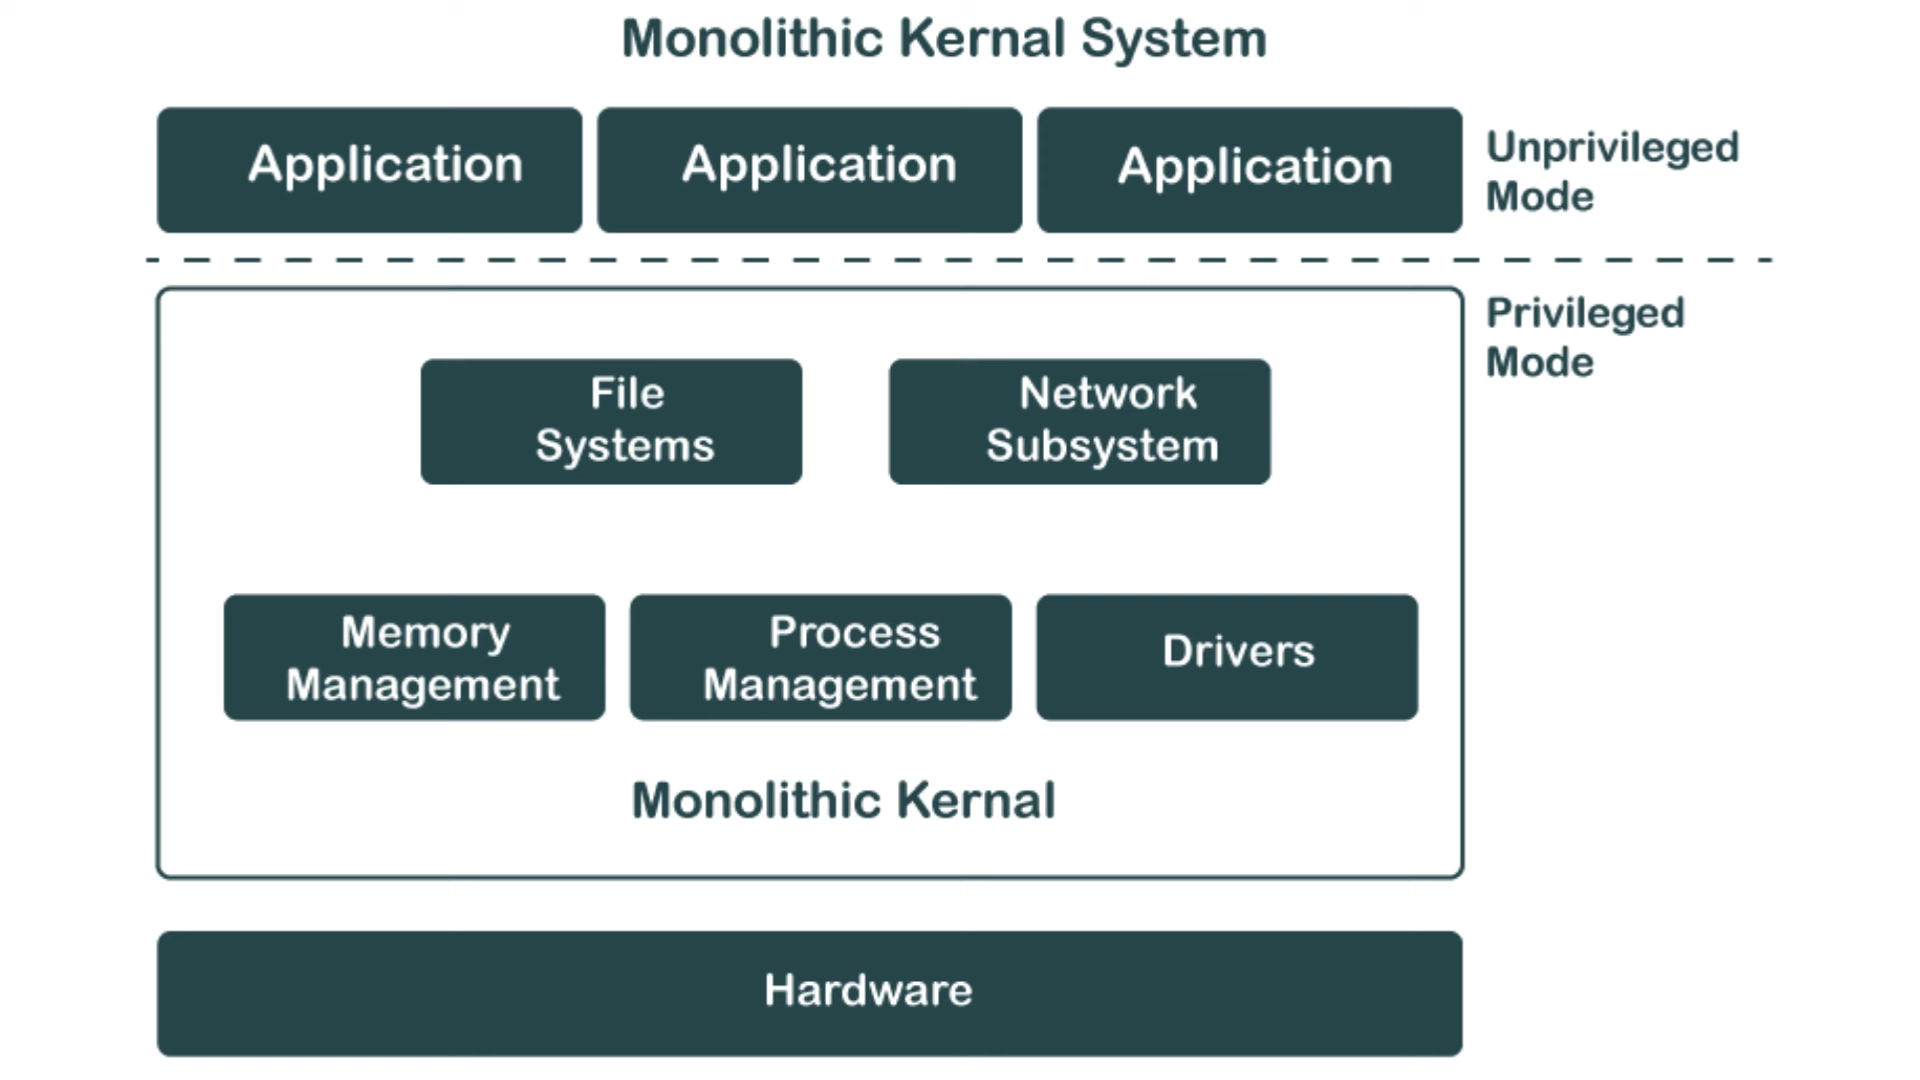 Monolithic Kernal System
Application
Application
Application
Unprivileged
Mode
Privileged
Mode
File
Systems
Network
Subsystem
Memory
Management
Process
Management
Drivers
Monolithic Kernal
Hardware